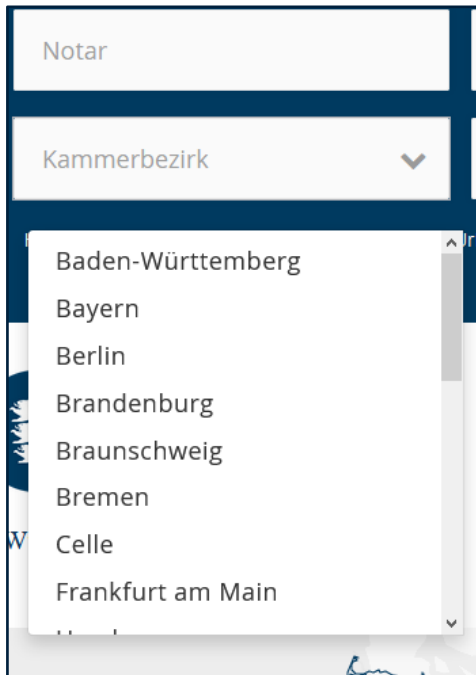 Notar
Kammerbezirk
Baden-Württemberg
Bayern
Berlin
Brandenburg
Braunschweig
Bremen
Celle
Frankfurt am Main